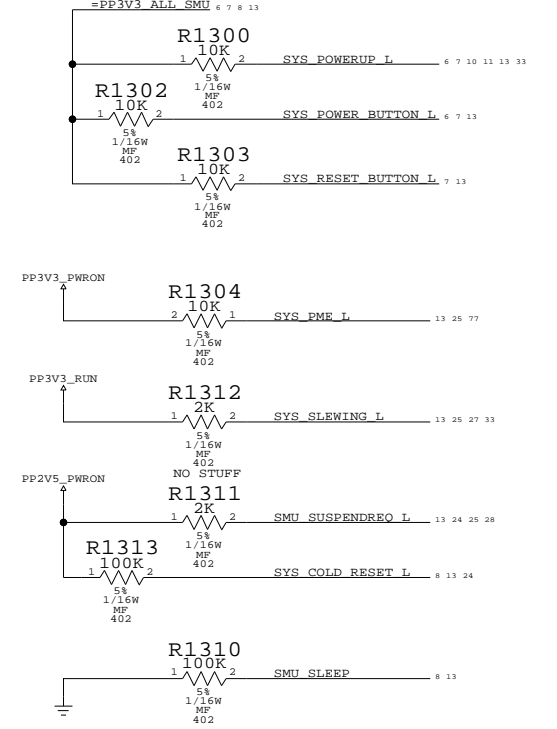 =PP3V3_ALL_SMU 6 7 8 13
R1300
10K
1 2 SYS_POWERUP_L 6 7 10 11 13 33
5%
1/16W
MF
402
R1302
10K
1 2 SYS_POWER_BUTTON_L 6 7 13
5%
1/16W
MF
402
R1303
10K
1 2 SYS_RESET_BUTTON_L 7 13
5%
1/16W
MF
402
PP3V3_PWRON
R1304
10K
2 1 SYS_PME_L 13 25 77
5%
1/16W
MF
402
PP3V3_RUN
R1312
2K
1 2 SYS_SLEWING_L 13 25 27 33
5%
1/16W
MF
402
NO STUFF
PP2V5_PWRON
R1311
2K
1 2 SMU_SUSPENDREQ_L 13 24 25 28
5%
1/16W
MF
402
R1313
100K
1 2 SYS_COLD_RESET_L 8 13 24
5%
1/16W
MF
402
R1310
100K
1 2 SMU_SLEEP 8 13
5%
1/16W
MF
402